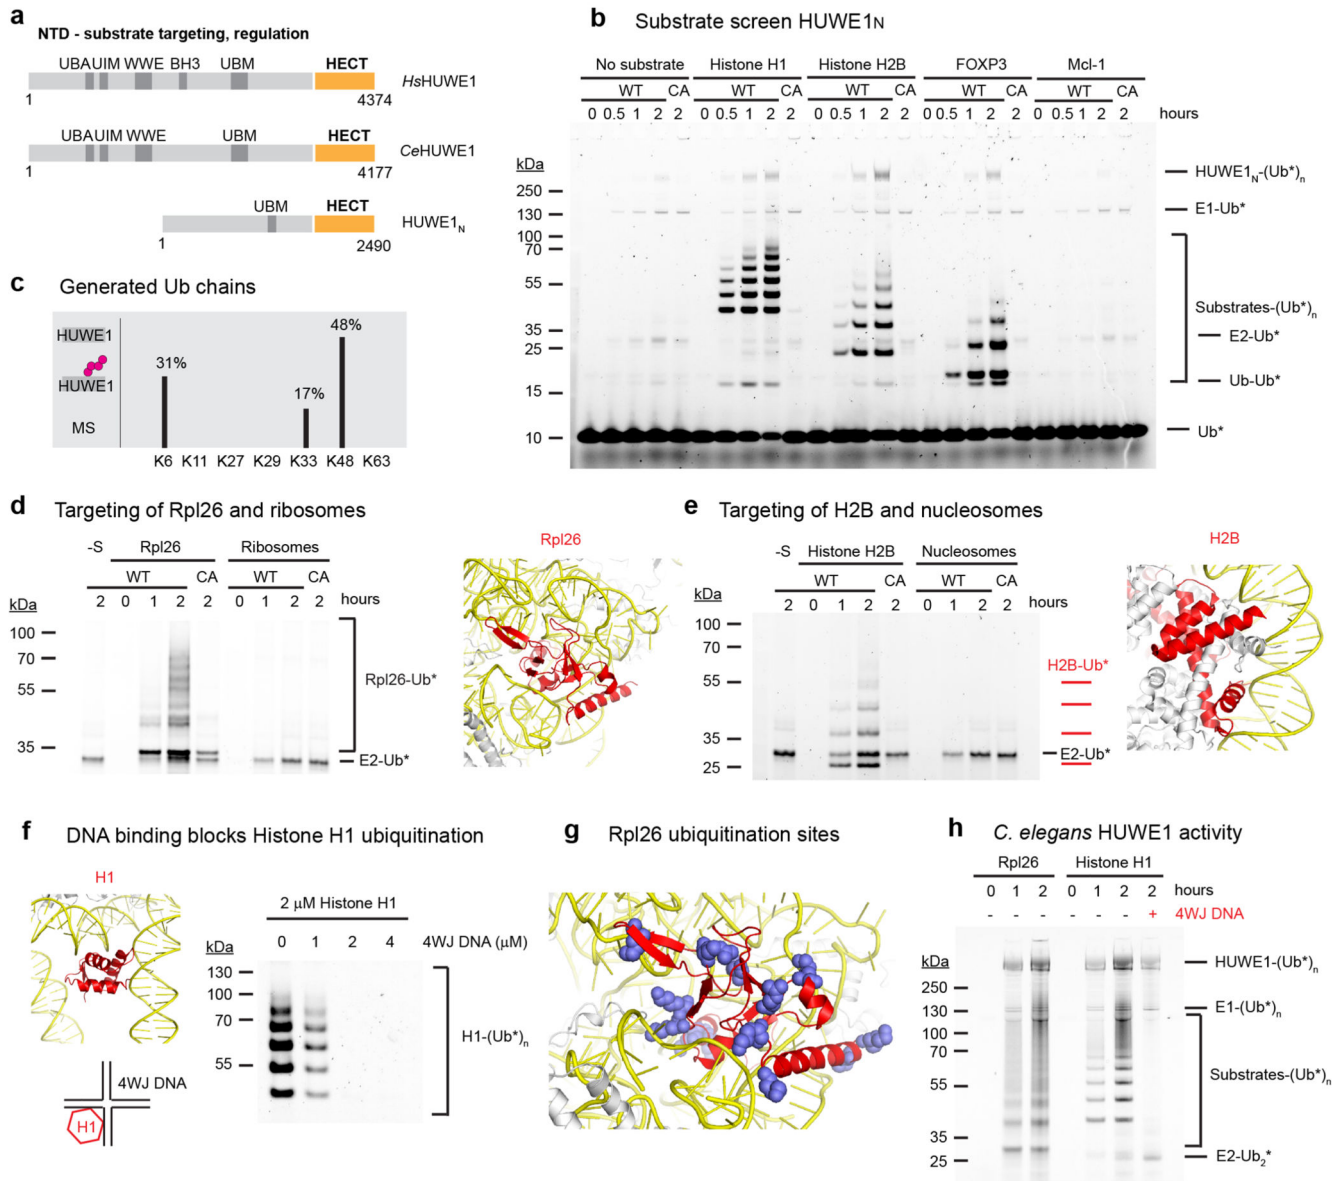 a
NTD - substrate targeting, regulation
UBA UIM WWE BH3 UBM HECT
HsHUWE1
1 4374
UBA UIM WWE UBM HECT
CeHUWE1
1 4177
UBM HECT
HUWE1N
1 2490
b Substrate screen HUWE1N
No substrate Histone H1 Histone H2B FOXP3 Mcl-1
WT CA WT CA WT CA WT CA WT CA
0 0.5 1 2 2 0 0.5 1 2 2 0 0.5 1 2 2 0 0.5 1 2 2 0 0.5 1 2 2 hours
kDa
250
130
100
70
55
35
25
15
10
HUWE1N-(Ub*)n
E1-Ub*
Substrates-(Ub*)n
E2-Ub*
Ub-Ub*
Ub*
c Generated Ub chains
HUWE1
HUWE1
MS
31%
17%
48%
K6 K11 K27 K29 K33 K48 K63
d Targeting of Rpl26 and ribosomes
-S Rpl26 Ribosomes
WT CA WT CA
2 0 1 2 2 0 1 2 2 hours
kDa
100
70
55
35
Rpl26-Ub*
E2-Ub*
Rpl26
e Targeting of H2B and nucleosomes
-S Histone H2B Nucleosomes
WT CA WT CA
2 0 1 2 2 0 1 2 2 hours
kDa
100
70
55
35
25
H2B-Ub*
E2-Ub*
H2B
f DNA binding blocks Histone H1 ubiquitination
H1
4WJ DNA
H1
2 μM Histone H1
0 1 2 4 4WJ DNA (μM)
kDa
130
100
70
55
H1-(Ub*)n
g Rpl26 ubiquitination sites
h C. elegans HUWE1 activity
Rpl26 Histone H1
0 1 2 0 1 2 2 hours
- - - - - - + 4WJ DNA
kDa
250
130
100
70
55
35
25
HUWE1-(Ub*)n
E1-(Ub*)n
Substrates-(Ub*)n
E2-Ub2*